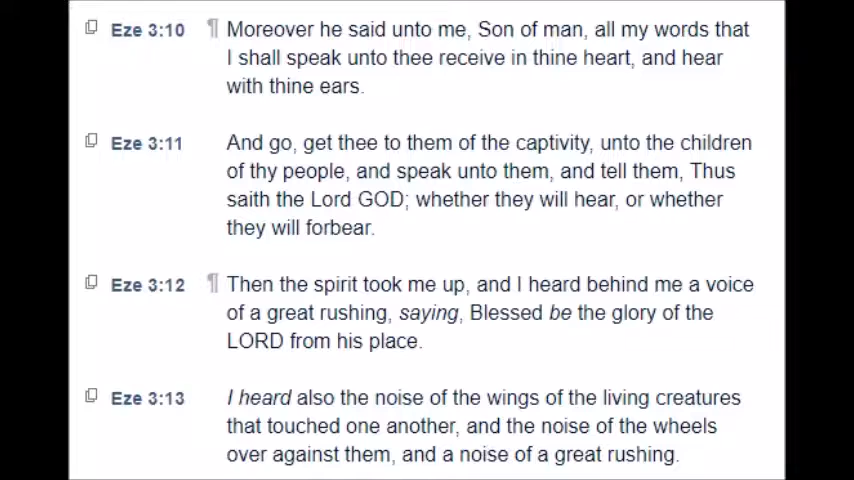 Eze 3:10 ¶ Moreover he said unto me, Son of man, all my words that
I shall speak unto thee receive in thine heart, and hear
with thine ears.
Eze 3:11 And go, get thee to them of the captivity, unto the children
of thy people, and speak unto them, and tell them, Thus
saith the Lord GOD; whether they will hear, or whether
they will forbear.
Eze 3:12 ¶ Then the spirit took me up, and I heard behind me a voice
of a great rushing, saying, Blessed be the glory of the
LORD from his place.
Eze 3:13 I heard also the noise of the wings of the living creatures
that touched one another, and the noise of the wheels
over against them, and a noise of a great rushing.